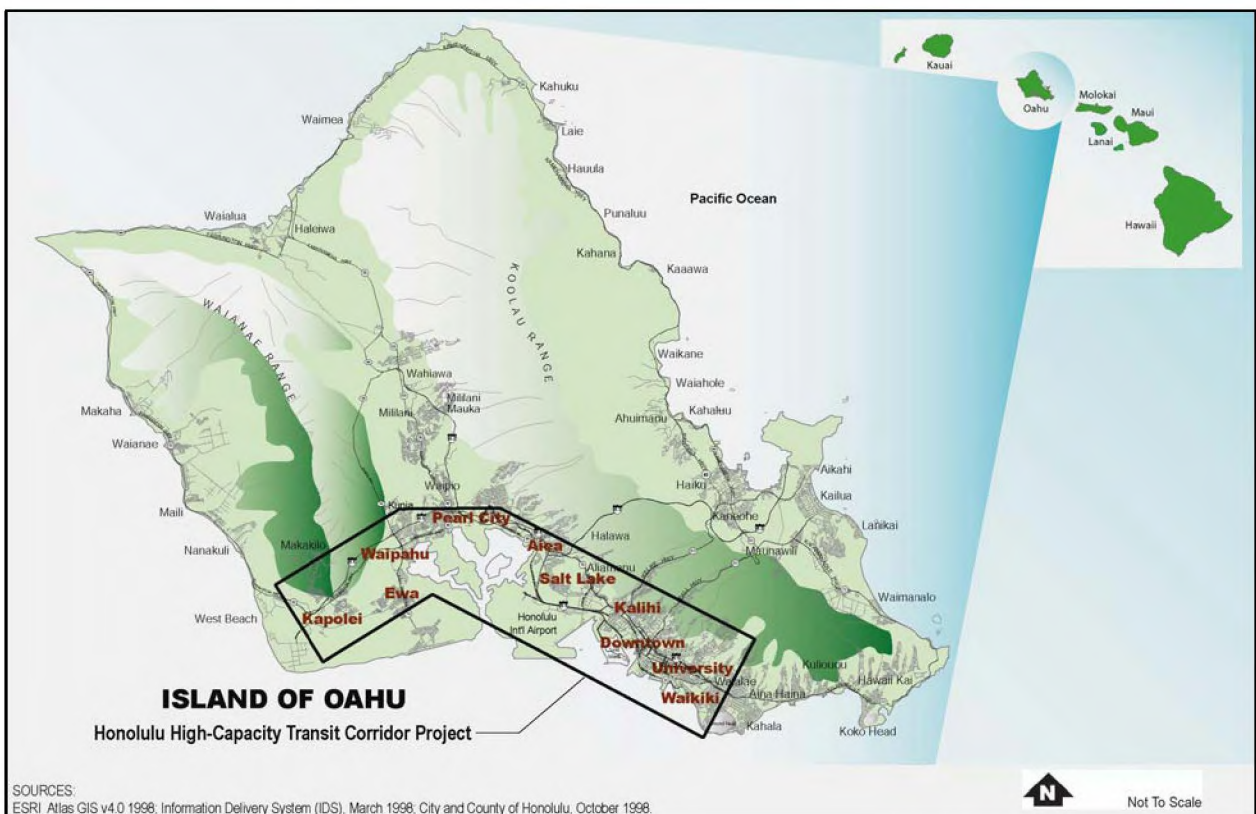 Kauai
Oahu
Molokai
Maui
Lanai
Hawaii
Pacific Ocean
Kahuku
Waimea
Laie
Hauula
Punaluu
Waialua
Haleiwa
Kahana
Kaaawa
KOOLAU RANGE
WAIANAE RANGE
Waikane
Wahiawa
Waiahole
Mililani
Mauka
Makaha
Mililani
Ahuimanu
Kahaluu
Waianae
Aikahi
Waipio
Haiku
Kailua
Maili
Kunia
Kaneohe
Lanikai
Pearl City
Halawa
Nanakuli
Makakilo
Waipahu
Aiea
Maunawili
Aliamanu
Salt Lake
Ewa
Waimanalo
West Beach
Kapolei
Honolulu
Int'l Airport
Kalihi
Downtown
University
Kuliouou
Waialae
Hawaii Kai
Waikiki
Aina Haina
Kahala
Koko Head
ISLAND OF OAHU
Honolulu High-Capacity Transit Corridor Project
SOURCES:
ESRI Atlas GIS v4.0 1998; Information Delivery System (IDS), March 1998; City and County of Honolulu, October 1998.
N
Not To Scale